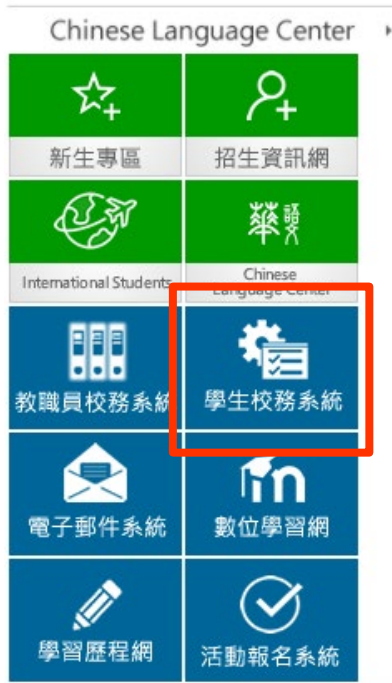 Chinese Language Center
新生專區
招生資訊網
華語文
International Students
Chinese
Language Center
教職員校務系統
學生校務系統
電子郵件系統
數位學習網
學習歷程網
活動報名系統